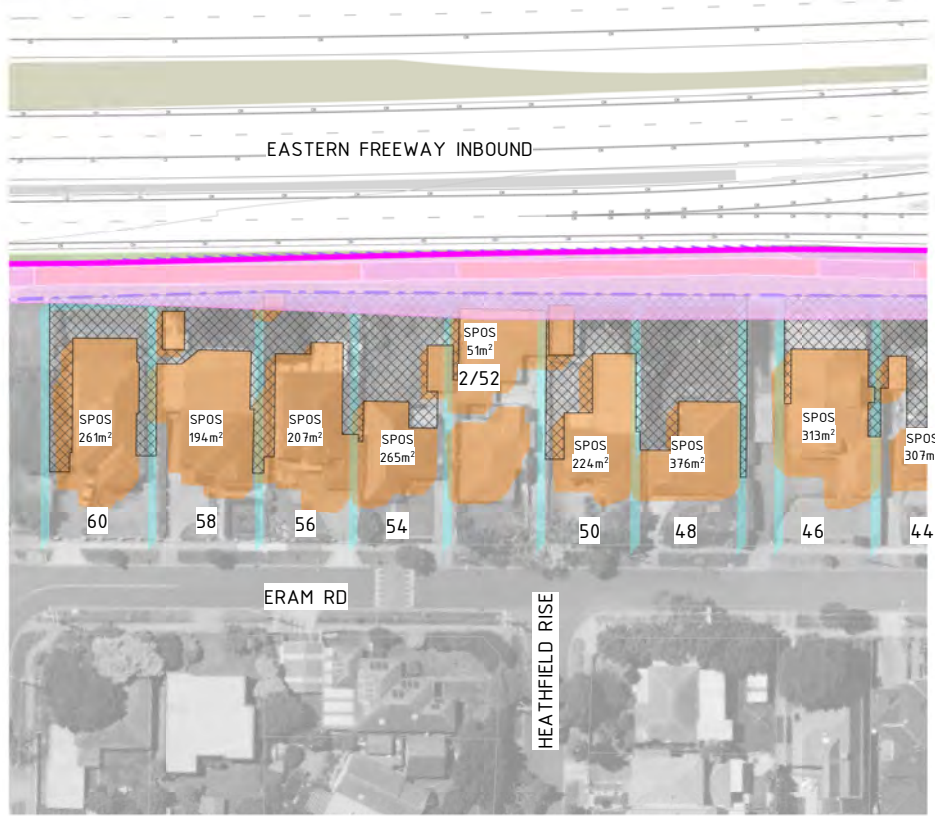 EASTERN FREEWAY INBOUND
SPOS
51m²
2/52
SPOS
261m²
SPOS
194m²
SPOS
207m²
SPOS
265m²
SPOS
224m²
SPOS
376m²
SPOS
313m²
SPOS
307m
60
58
56
54
50
48
46
44
ERAM RD
HEATHFIELD RISE